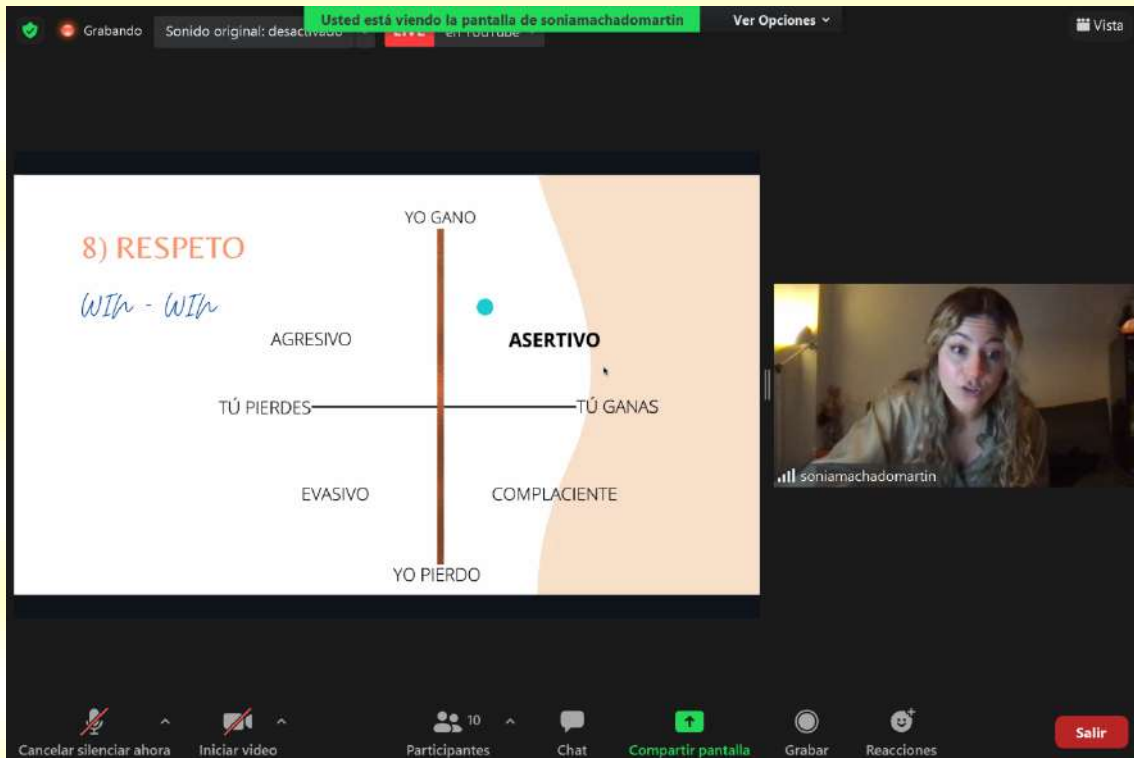 Usted está viendo la pantalla de soniamachadomartin
Ver Opciones
Grabando
Sonido original: desactivado
LIVE en YouTube
Vista
8) RESPETO
WIN - WIN
YO GANO
AGRESIVO
ASERTIVO
TÚ PIERDES
TÚ GANAS
EVASIVO
COMPLACIENTE
YO PIERDO
soniamachadomartin
Cancelar silenciar ahora
Iniciar video
10
Participantes
Chat
Compartir pantalla
Grabar
Reacciones
Salir